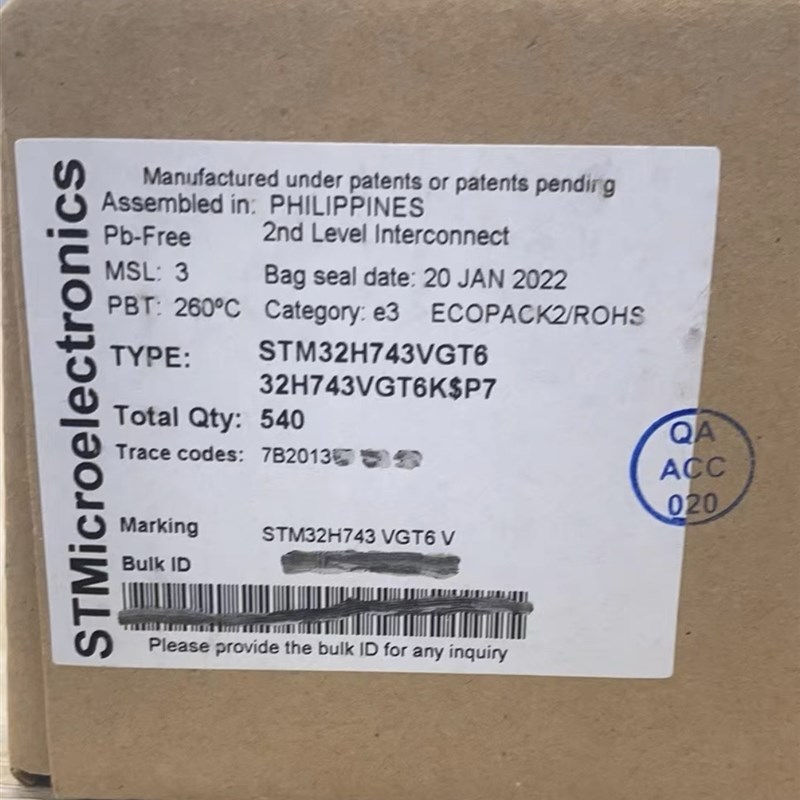 STMicroelectronics
Manufactured under patents or patents pending
Assembled in: PHILIPPINES
Pb-Free 2nd Level Interconnect
MSL: 3 Bag seal date: 20 JAN 2022
PBT: 260ºC Category: e3 ECOPACK2/ROHS
TYPE: STM32H743VGT6
32H743VGT6K$P7
Total Qty: 540
Trace codes: 7B2013
Marking STM32H743 VGT6 V
Bulk ID
Please provide the bulk ID for any inquiry
QA
ACC
020